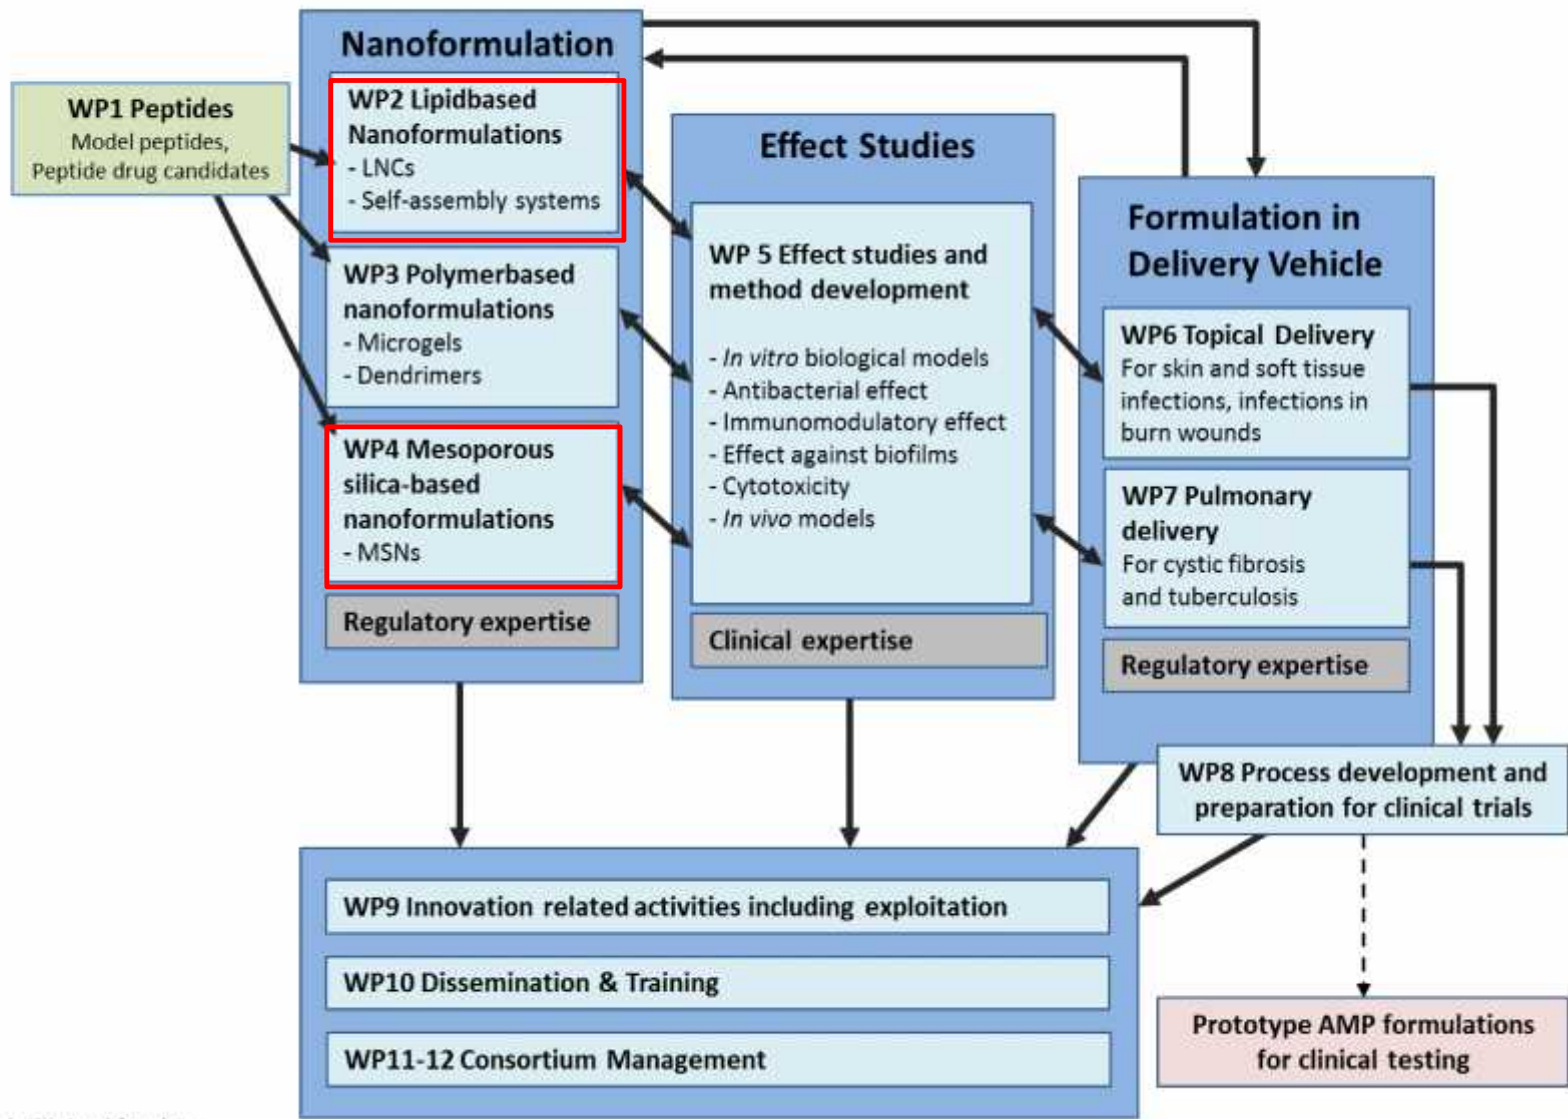 Nanoformulation
WP1 Peptides
Model peptides,
Peptide drug candidates
WP2 Lipidbased
Nanoformulations
- LNCs
- Self-assembly systems
WP3 Polymerbased
nanoformulations
- Microgels
- Dendrimers
WP4 Mesoporous
silica-based
nanoformulations
- MSNs
Regulatory expertise
Effect Studies
WP 5 Effect studies and
method development
- In vitro biological models
- Antibacterial effect
- Immunomodulatory effect
- Effect against biofilms
- Cytotoxicity
- In vivo models
Clinical expertise
Formulation in
Delivery Vehicle
WP6 Topical Delivery
For skin and soft tissue
infections, infections in
burn wounds
WP7 Pulmonary
delivery
For cystic fibrosis
and tuberculosis
Regulatory expertise
WP8 Process development and
preparation for clinical trials
WP9 Innovation related activities including exploitation
WP10 Dissemination & Training
WP11-12 Consortium Management
Prototype AMP formulations
for clinical testing